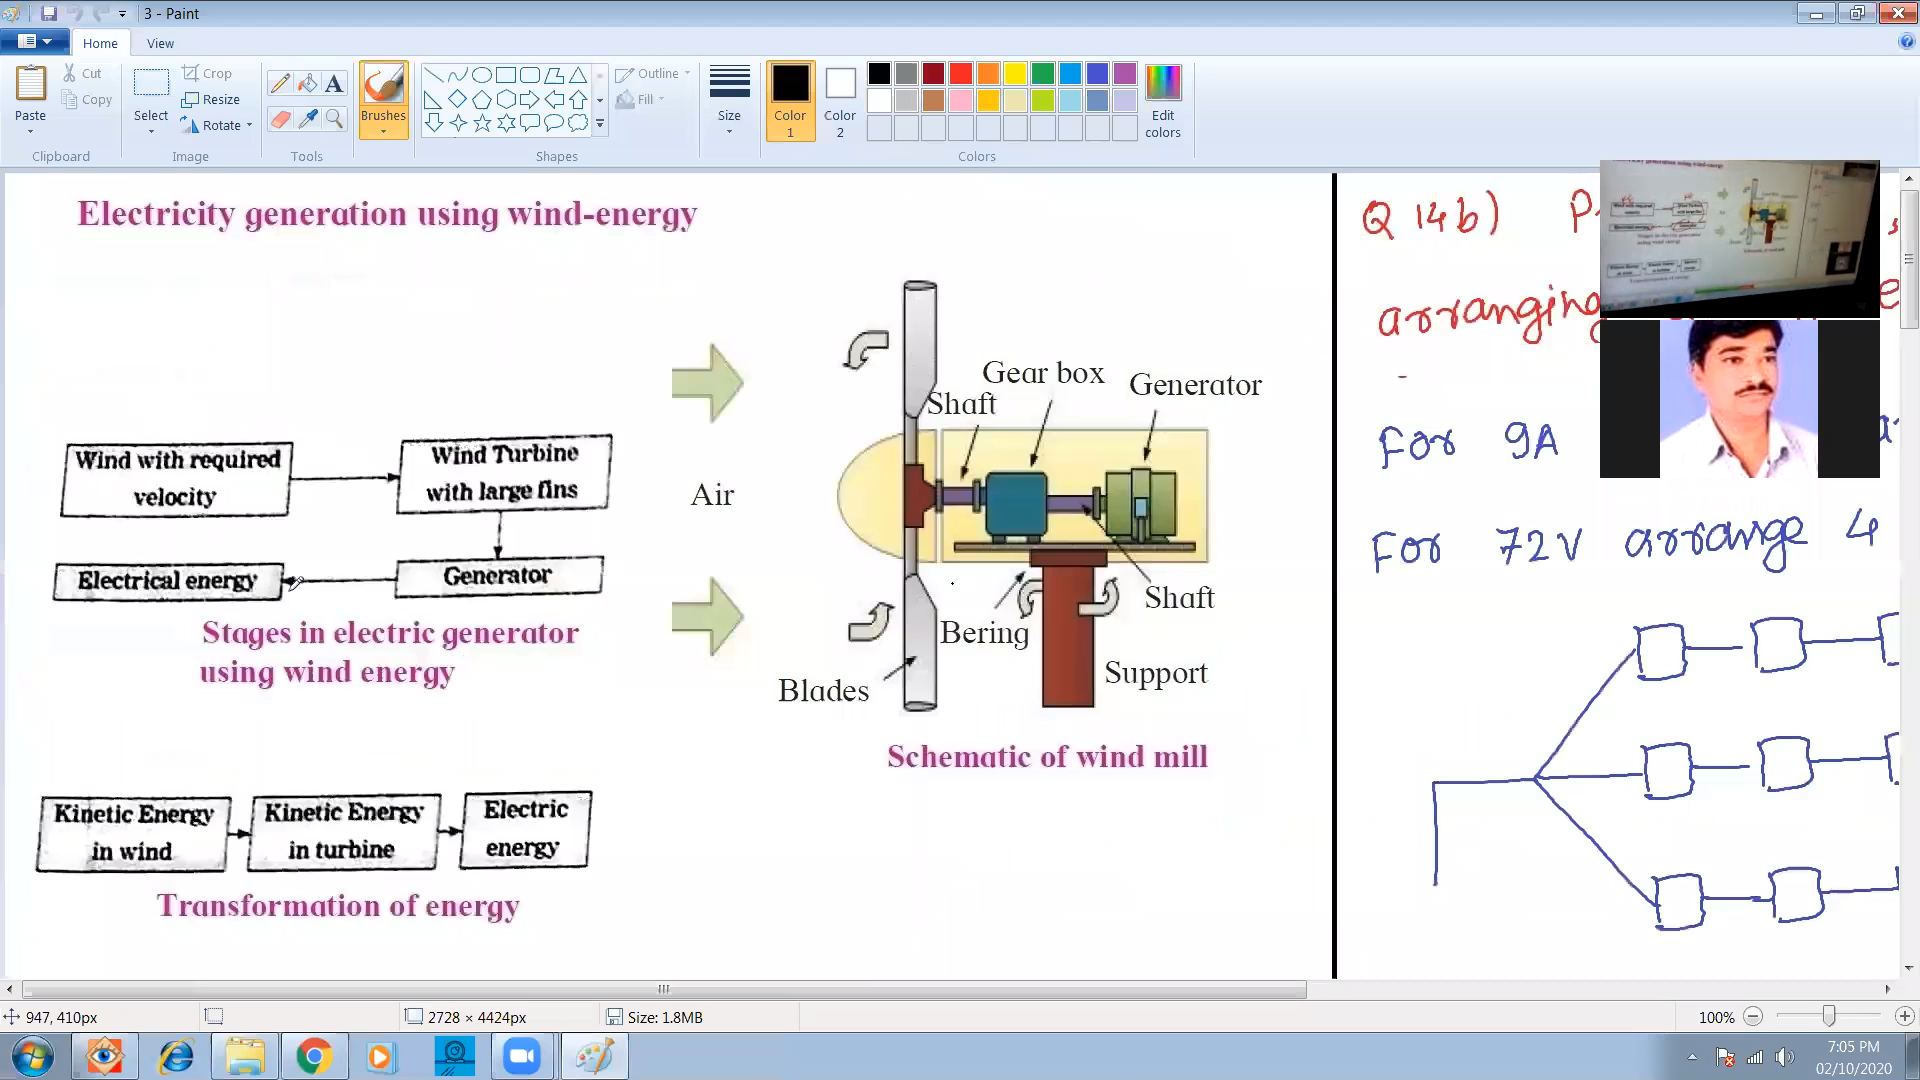 3 - Paint
Home
View
Paste
Cut
Copy
Clipboard
Select
Crop
Resize
Rotate
Image
Tools
Brushes
Shapes
Outline
Fill
Size
Color 1
Color 2
Edit colors
Colors
Electricity generation using wind-energy
Wind with required
velocity
Wind Turbine
with large fins
Electrical energy
Generator
Stages in electric generator
using wind energy
Kinetic Energy
in wind
Kinetic Energy
in turbine
Electric
energy
Transformation of energy
Air
Shaft
Gear box
Generator
Bering
Shaft
Support
Blades
Schematic of wind mill
Q 14b)
arranging
For 9A
For 72V arrange 4
947, 410px
2728 × 4424px
Size: 1.8MB
100%
7:05 PM
02/10/2020